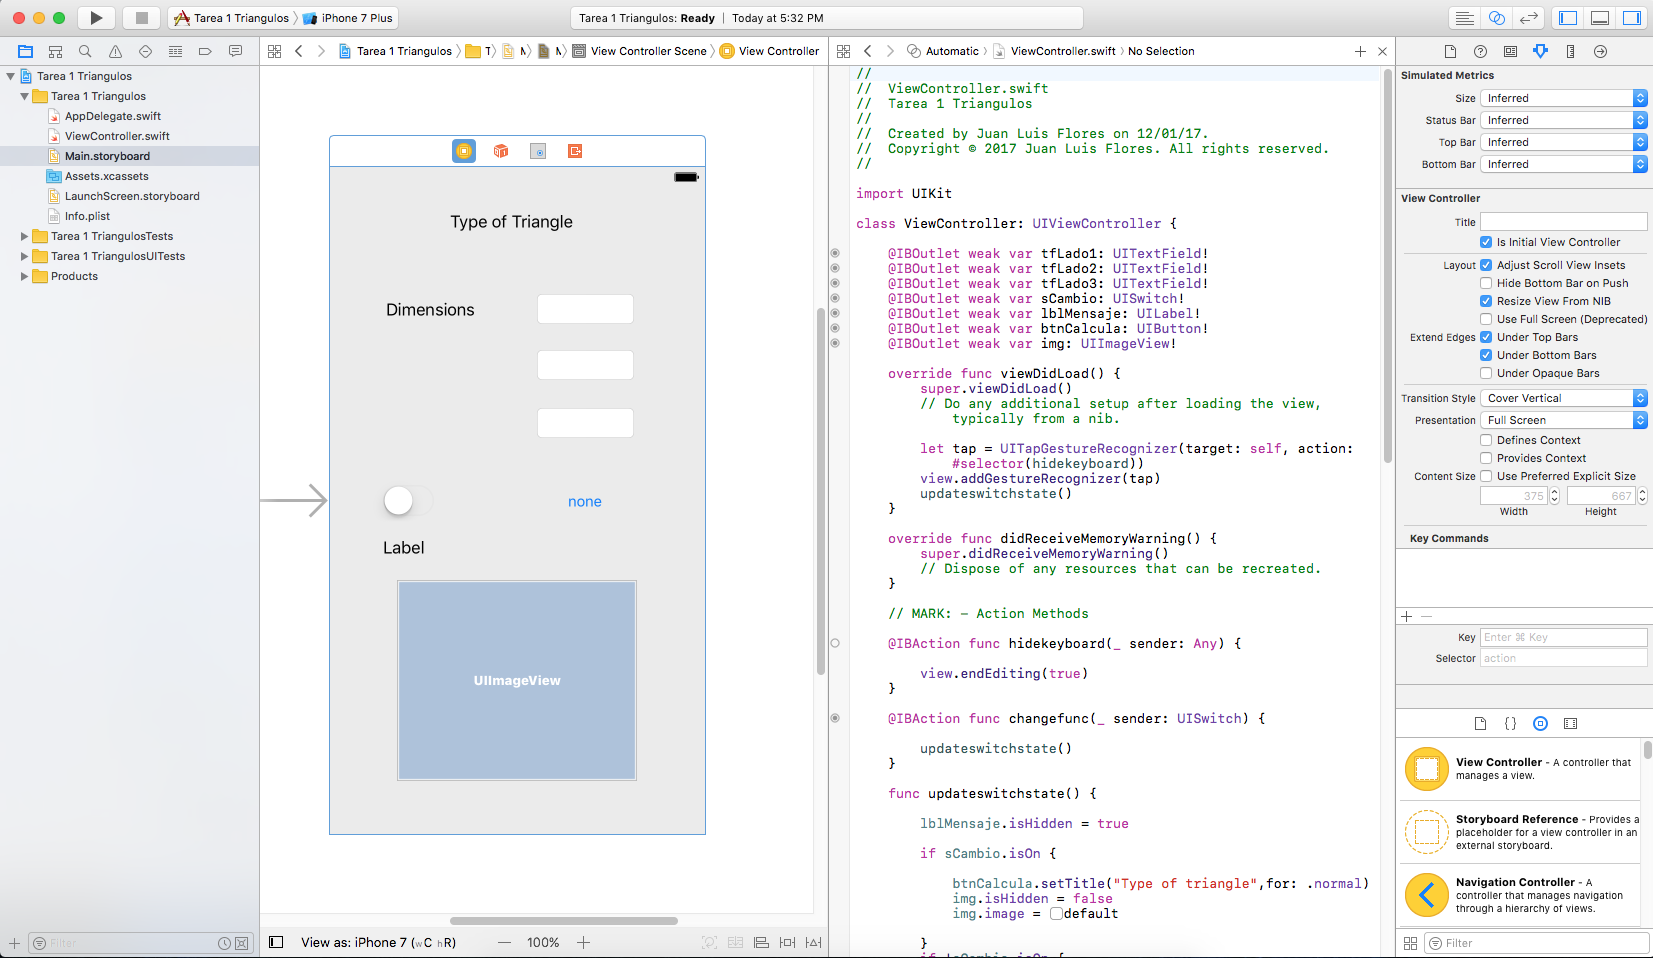 Tarea 1 Triangulos 〉 iPhone 7 Plus
Tarea 1 Triangulos: Ready | Today at 5:32 PM
Tarea 1 Triangulos
Tarea 1 Triangulos
AppDelegate.swift
ViewController.swift
Main.storyboard
Assets.xcassets
LaunchScreen.storyboard
Info.plist
Tarea 1 TriangulosTests
Tarea 1 TriangulosUITests
Products
Filter
Tarea 1 Triangulos 〉 View Controller Scene 〉 View Controller
Type of Triangle
Dimensions
none
Label
UIImageView
View as: iPhone 7 (wC hR)
— 100% +
Automatic 〉 ViewController.swift 〉 No Selection
//
//  ViewController.swift
//  Tarea 1 Triangulos
//
//  Created by Juan Luis Flores on 12/01/17.
//  Copyright © 2017 Juan Luis Flores. All rights reserved.
//
import UIKit
class ViewController: UIViewController {
@IBOutlet weak var tfLado1: UITextField!
@IBOutlet weak var tfLado2: UITextField!
@IBOutlet weak var tfLado3: UITextField!
@IBOutlet weak var sCambio: UISwitch!
@IBOutlet weak var lblMensaje: UILabel!
@IBOutlet weak var btnCalcula: UIButton!
@IBOutlet weak var img: UIImageView!
override func viewDidLoad() {
super.viewDidLoad()
// Do any additional setup after loading the view,
typically from a nib.
let tap = UITapGestureRecognizer(target: self, action:
#selector(hidekeyboard))
view.addGestureRecognizer(tap)
updateswitchstate()
}
override func didReceiveMemoryWarning() {
super.didReceiveMemoryWarning()
// Dispose of any resources that can be recreated.
}
// MARK: - Action Methods
@IBAction func hidekeyboard(_ sender: Any) {
view.endEditing(true)
}
@IBAction func changefunc(_ sender: UISwitch) {
updateswitchstate()
}
func updateswitchstate() {
lblMensaje.isHidden = true
if sCambio.isOn {
btnCalcula.setTitle("Type of triangle",for: .normal)
img.isHidden = false
img.image = default
}
Simulated Metrics
Size Inferred
Status Bar Inferred
Top Bar Inferred
Bottom Bar Inferred
View Controller
Title
Is Initial View Controller
Layout Adjust Scroll View Insets
Hide Bottom Bar on Push
Resize View From NIB
Use Full Screen (Deprecated)
Extend Edges Under Top Bars
Under Bottom Bars
Under Opaque Bars
Transition Style Cover Vertical
Presentation Full Screen
Defines Context
Provides Context
Content Size Use Preferred Explicit Size
375 667
Width Height
Key Commands
Key Enter ⌘ Key
Selector action
View Controller - A controller that
manages a view.
Storyboard Reference - Provides a
placeholder for a view controller in an
external storyboard.
Navigation Controller - A
controller that manages navigation
through a hierarchy of views.
Filter